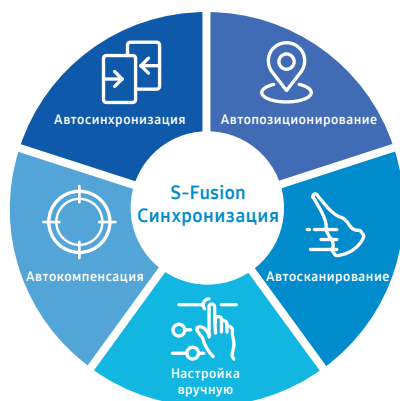 Автосинхронизация
Автопозиционирование
S-Fusion
Синхронизация
Автокомпенсация
Автосканирование
Настройка
вручную